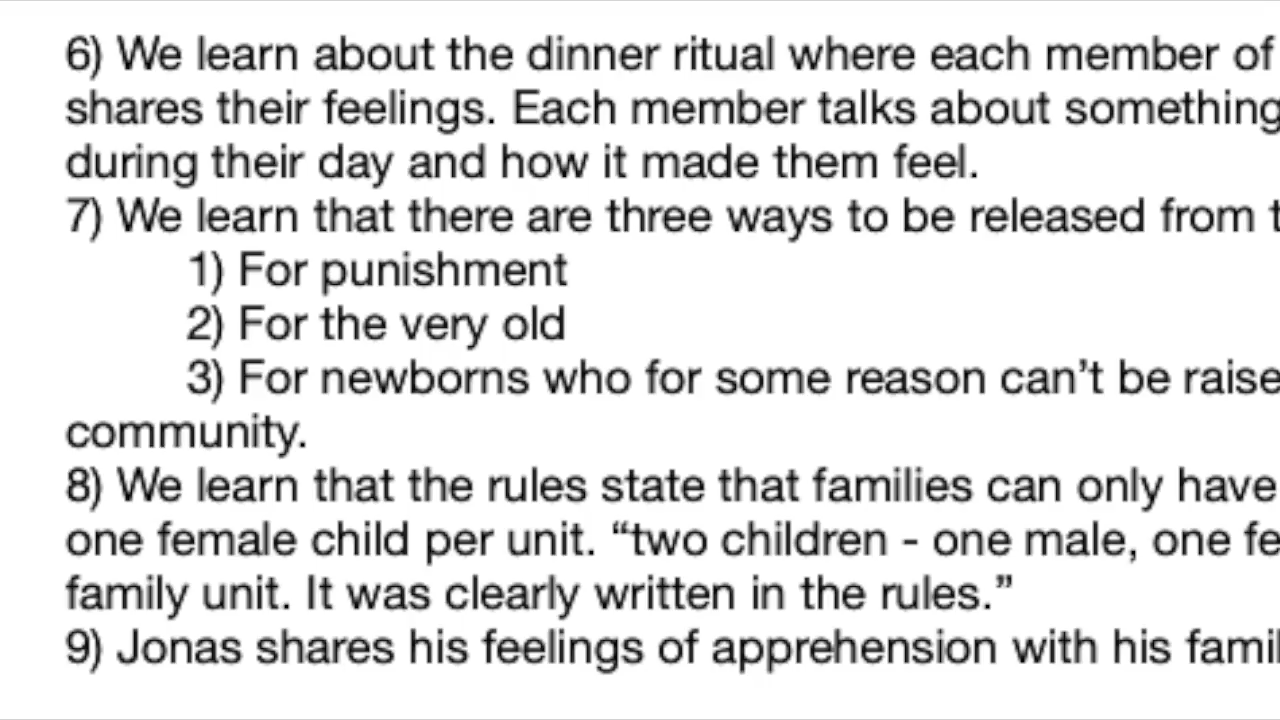 6) We learn about the dinner ritual where each member of
shares their feelings. Each member talks about something
during their day and how it made them feel.
7) We learn that there are three ways to be released from t
1) For punishment
2) For the very old
3) For newborns who for some reason can’t be raise
community.
8) We learn that the rules state that families can only have
one female child per unit. “two children - one male, one fe
family unit. It was clearly written in the rules.”
9) Jonas shares his feelings of apprehension with his famil